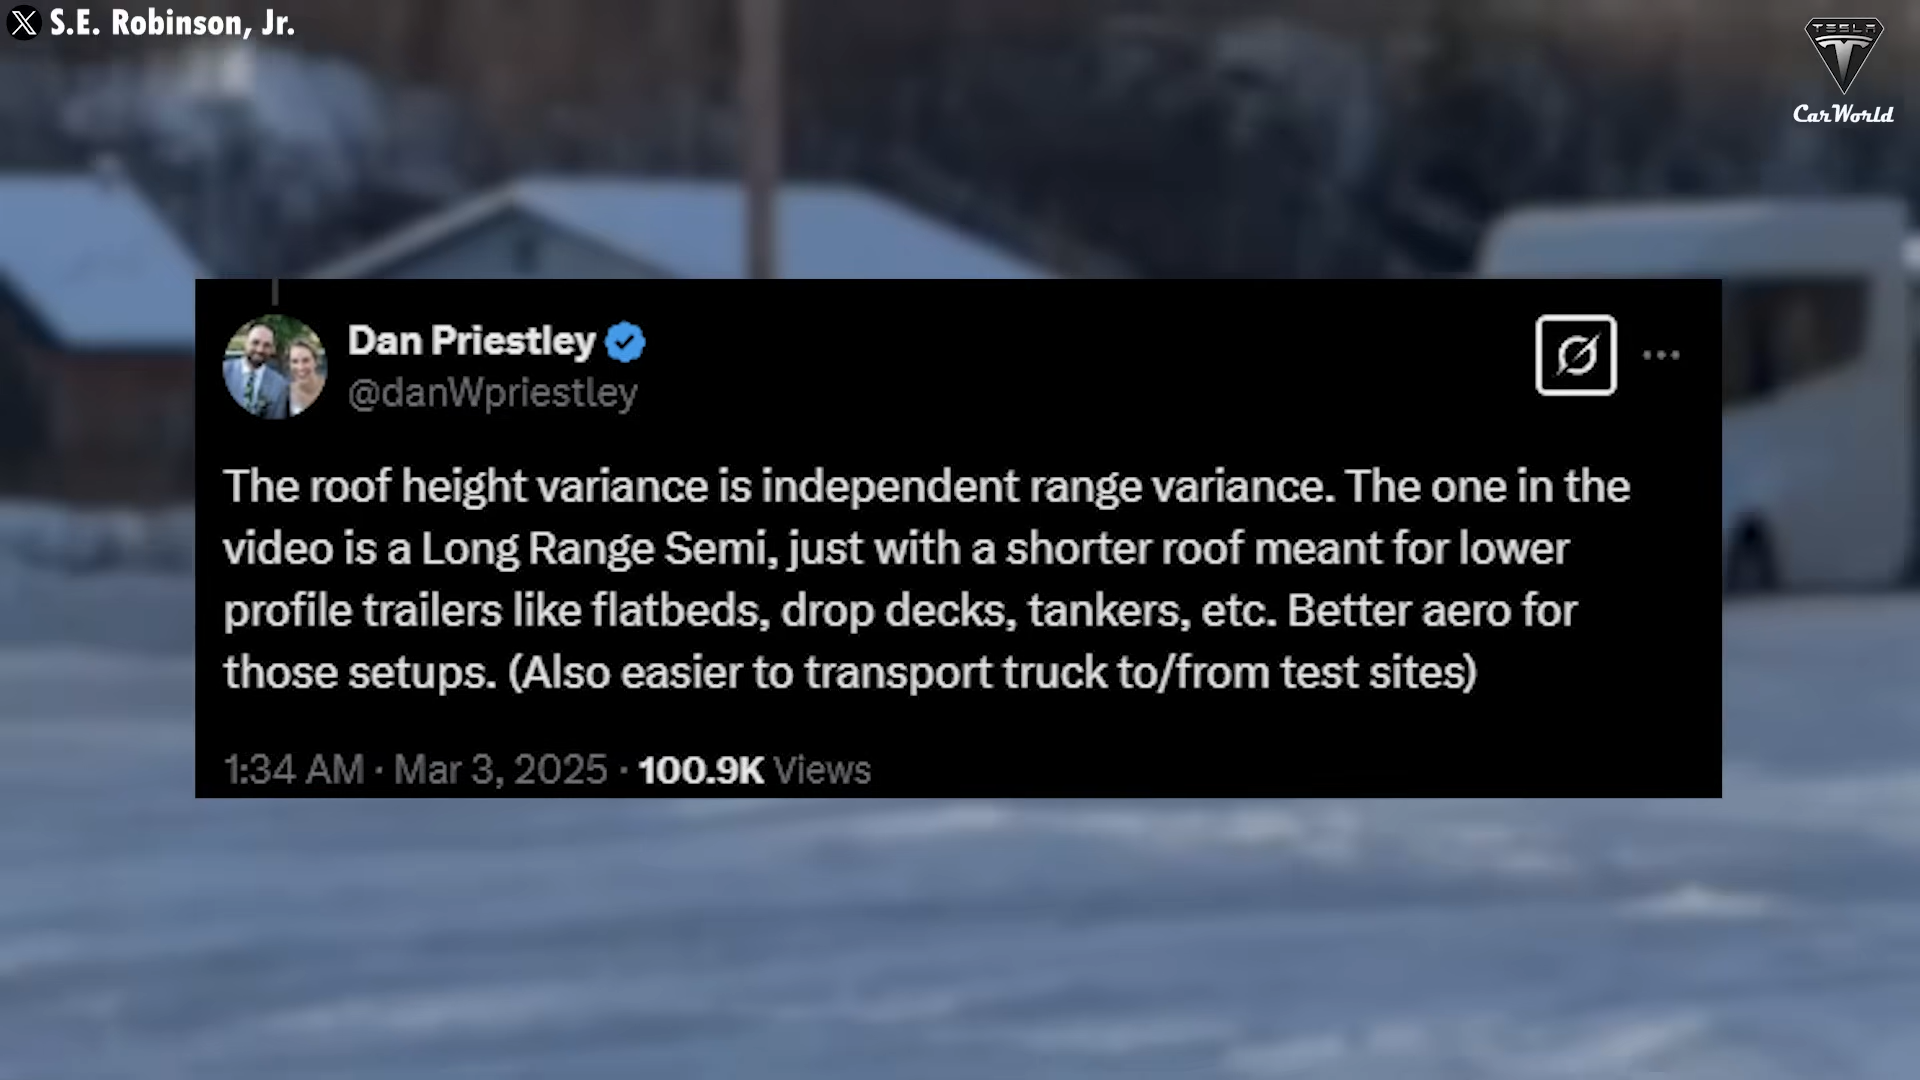 S.E. Robinson, Jr.
TESLA
CarWorld
Dan Priestley
@danWpriestley
The roof height variance is independent range variance. The one in the
video is a Long Range Semi, just with a shorter roof meant for lower
profile trailers like flatbeds, drop decks, tankers, etc. Better aero for
those setups. (Also easier to transport truck to/from test sites)
1:34 AM · Mar 3, 2025 · 100.9K Views